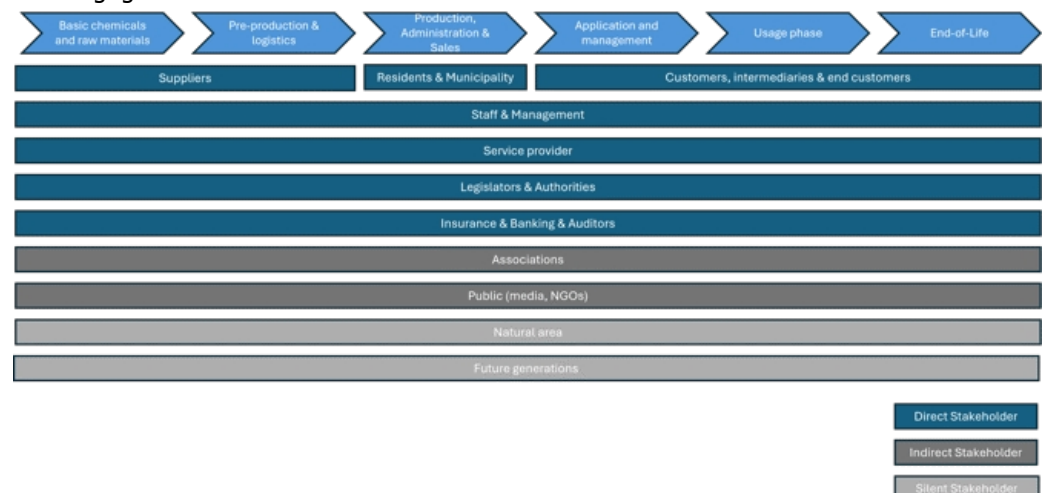 Basic chemicals
and raw materials
Pre-production &
logistics
Production,
Administration &
Sales
Application and
management
Usage phase
End-of-Life
Suppliers
Residents & Municipality
Customers, intermediaries & end customers
Staff & Management
Service provider
Legislators & Authorities
Insurance & Banking & Auditors
Associations
Public (media, NGOs)
Natural area
Future generations
Direct Stakeholder
Indirect Stakeholder
Silent Stakeholder